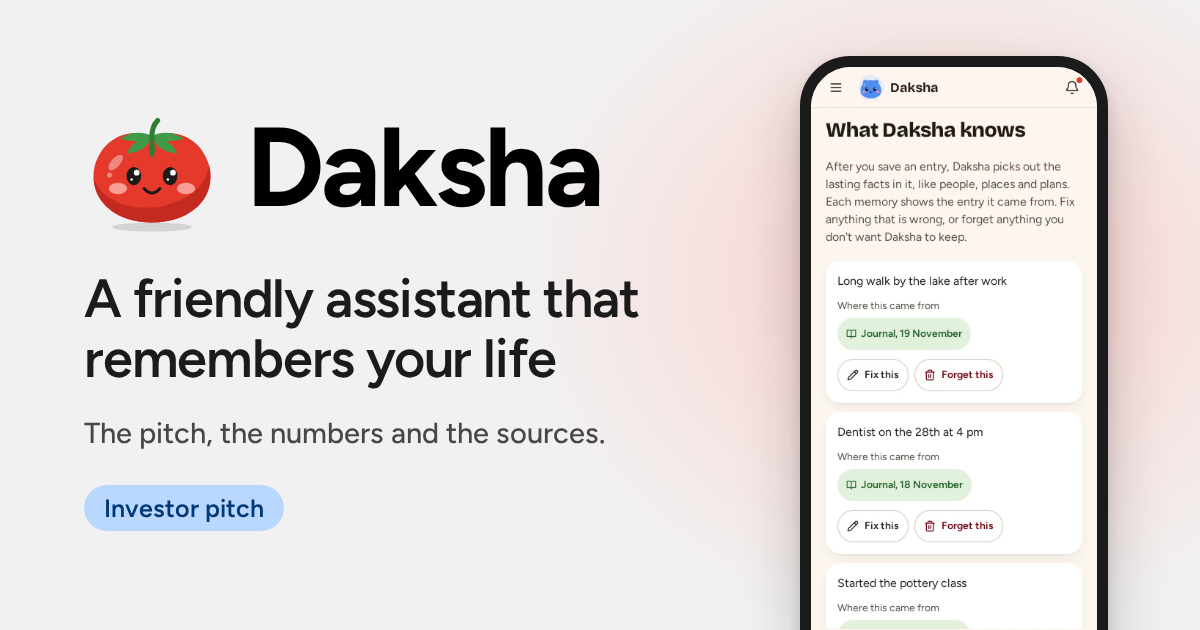 Daksha
A friendly assistant that
remembers your life
The pitch, the numbers and the sources.
Investor pitch
Daksha
What Daksha knows
After you save an entry, Daksha picks out the
lasting facts in it, like people, places and plans.
Each memory shows the entry it came from. Fix
anything that is wrong, or forget anything you
don't want Daksha to keep.
Long walk by the lake after work
Where this came from
Journal, 19 November
Fix this
Forget this
Dentist on the 28th at 4 pm
Where this came from
Journal, 18 November
Fix this
Forget this
Started the pottery class
Where this came from